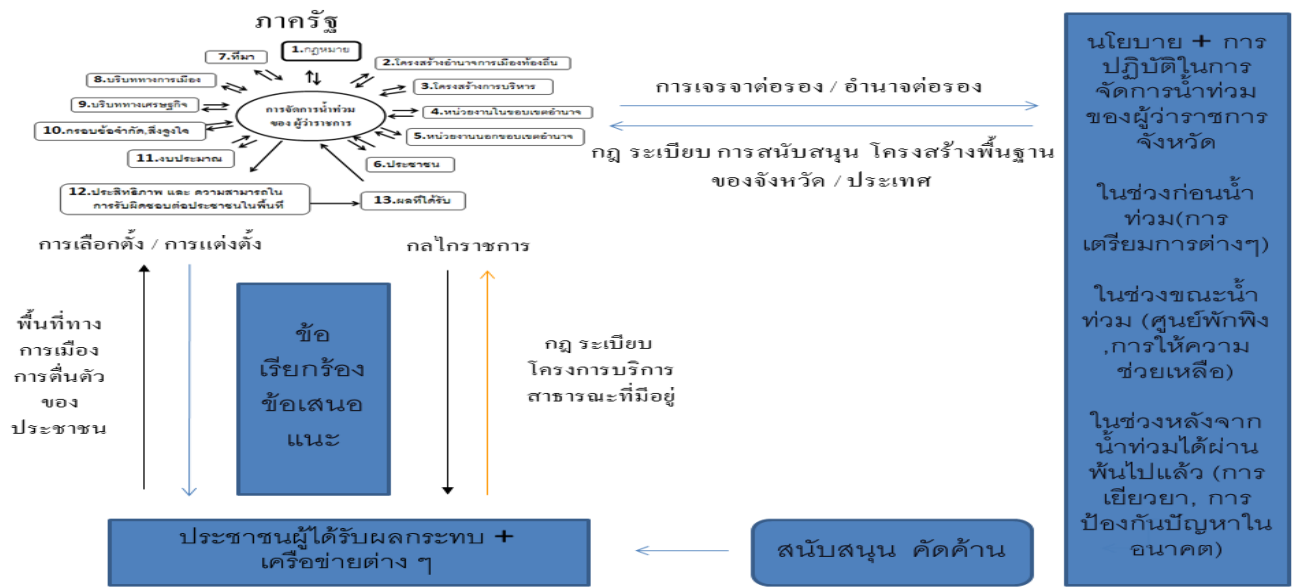 ภาครัฐ
1.กฎหมาย
2.โครงสร้างอำนาจการเมืองท้องถิ่น
3.โครงสร้างการบริหาร
4.หน่วยงานในขอบเขตอำนาจ
5.หน่วยงานนอกขอบเขตอำนาจ
6.ประชาชน
7.ที่มา
8.บริบททางการเมือง
9.บริบททางเศรษฐกิจ
10.กรอบข้อจำกัด,สิ่งจูงใจ
11.งบประมาณ
12.ประสิทธิภาพ และ ความสามารถใน
การรับผิดชอบต่อประชาชนในพื้นที่
13.ผลที่ได้รับ
การจัดการน้ำท่วม
ของ ผู้ว่าราชการ
การเจรจาต่อรอง / อำนาจต่อรอง
กฎ ระเบียบ การสนับสนุน โครงสร้างพื้นฐาน
ของจังหวัด / ประเทศ
นโยบาย + การ
ปฏิบัติในการ
จัดการน้ำท่วม
ของผู้ว่าราชการ
จังหวัด
ในช่วงก่อนน้ำ
ท่วม(การ
เตรียมการต่างๆ)
ในช่วงขณะน้ำ
ท่วม (ศูนย์พักพิง
,การให้ความ
ช่วยเหลือ)
ในช่วงหลังจาก
น้ำท่วมได้ผ่าน
พ้นไปแล้ว (การ
เยียวยา, การ
ป้องกันปัญหาใน
อนาคต)
การเลือกตั้ง / การแต่งตั้ง
กลไกราชการ
พื้นที่ทาง
การเมือง
การตื่นตัว
ของ
ประชาชน
ข้อ
เรียกร้อง
ข้อเสนอ
แนะ
กฎ ระเบียบ
โครงการบริการ
สาธารณะที่มีอยู่
ประชาชนผู้ได้รับผลกระทบ +
เครือข่ายต่าง ๆ
สนับสนุน คัดค้าน